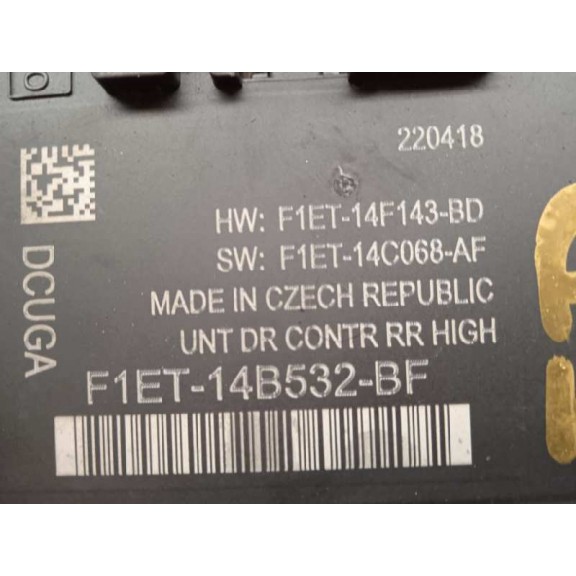 220418
HW: F1ET-14F143-BD
SW: F1ET-14C068-AF
MADE IN CZECH REPUBLIC
UNT DR CONTR RR HIGH
F1ET-14B532-BF
DCUGA